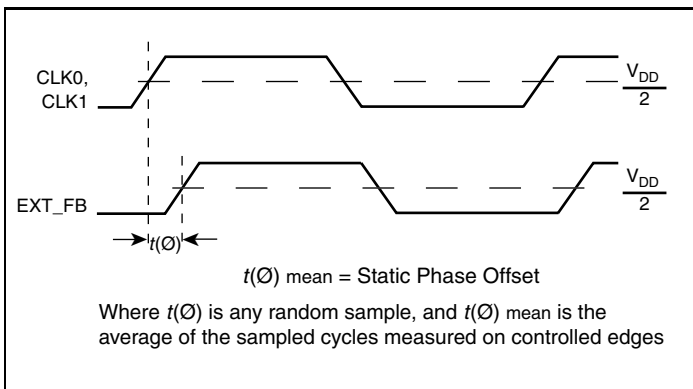 CLK0,
CLK1
V_DD
2
EXT_FB
V_DD
2
t(Ø)
t(Ø) mean = Static Phase Offset
Where t(Ø) is any random sample, and t(Ø) mean is the
average of the sampled cycles measured on controlled edges